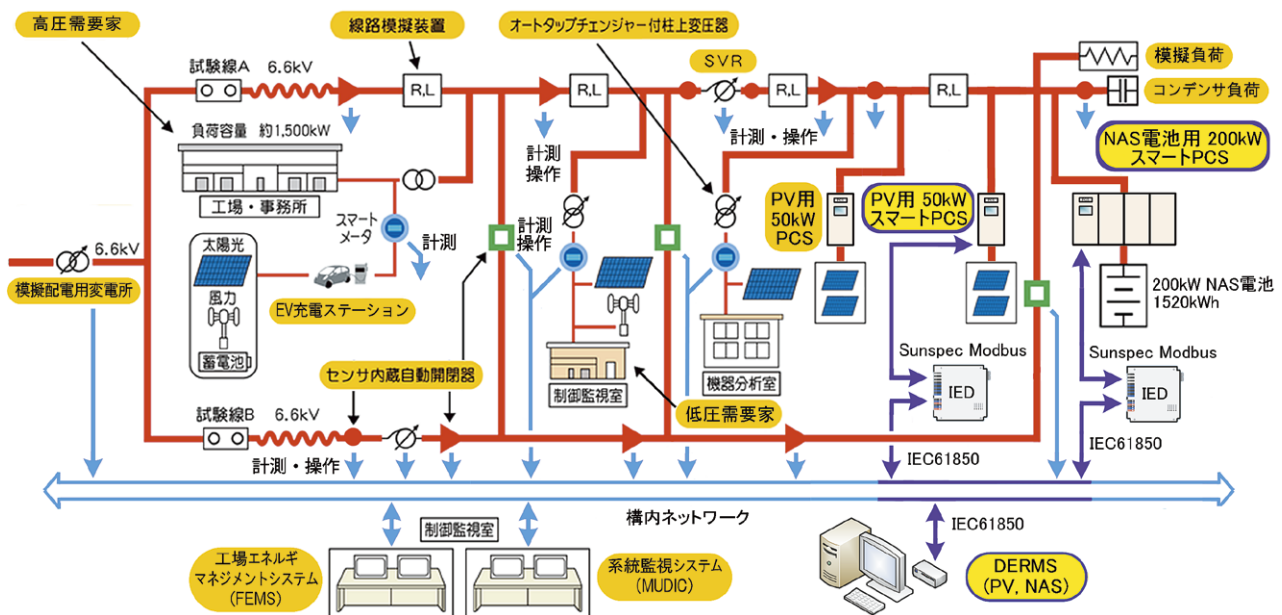 高圧需要家
線路模擬装置
オートタップチェンジャー付柱上変圧器
SVR
模擬負荷
コンデンサ負荷
試験線A
6.6kV
R,L
R,L
R,L
R,L
計測
操作
計測・操作
NAS電池用 200kW
スマートPCS
負荷容量 約1,500kW
工場・事務所
スマート
メータ
計測
計測
操作
PV用
50kW
PCS
PV用 50kW
スマートPCS
6.6kV
模擬配電用変電所
太陽光
風力
蓄電池
EV充電ステーション
200kW NAS電池
1520kWh
センサ内蔵自動開閉器
制御監視室
機器分析室
低圧需要家
Sunspec Modbus
IED
Sunspec Modbus
IED
試験線B
6.6kV
計測・操作
IEC61850
IEC61850
構内ネットワーク
制御監視室
工場エネルギ
マネジメントシステム
(FEMS)
系統監視システム
(MUDIC)
IEC61850
DERMS
(PV, NAS)